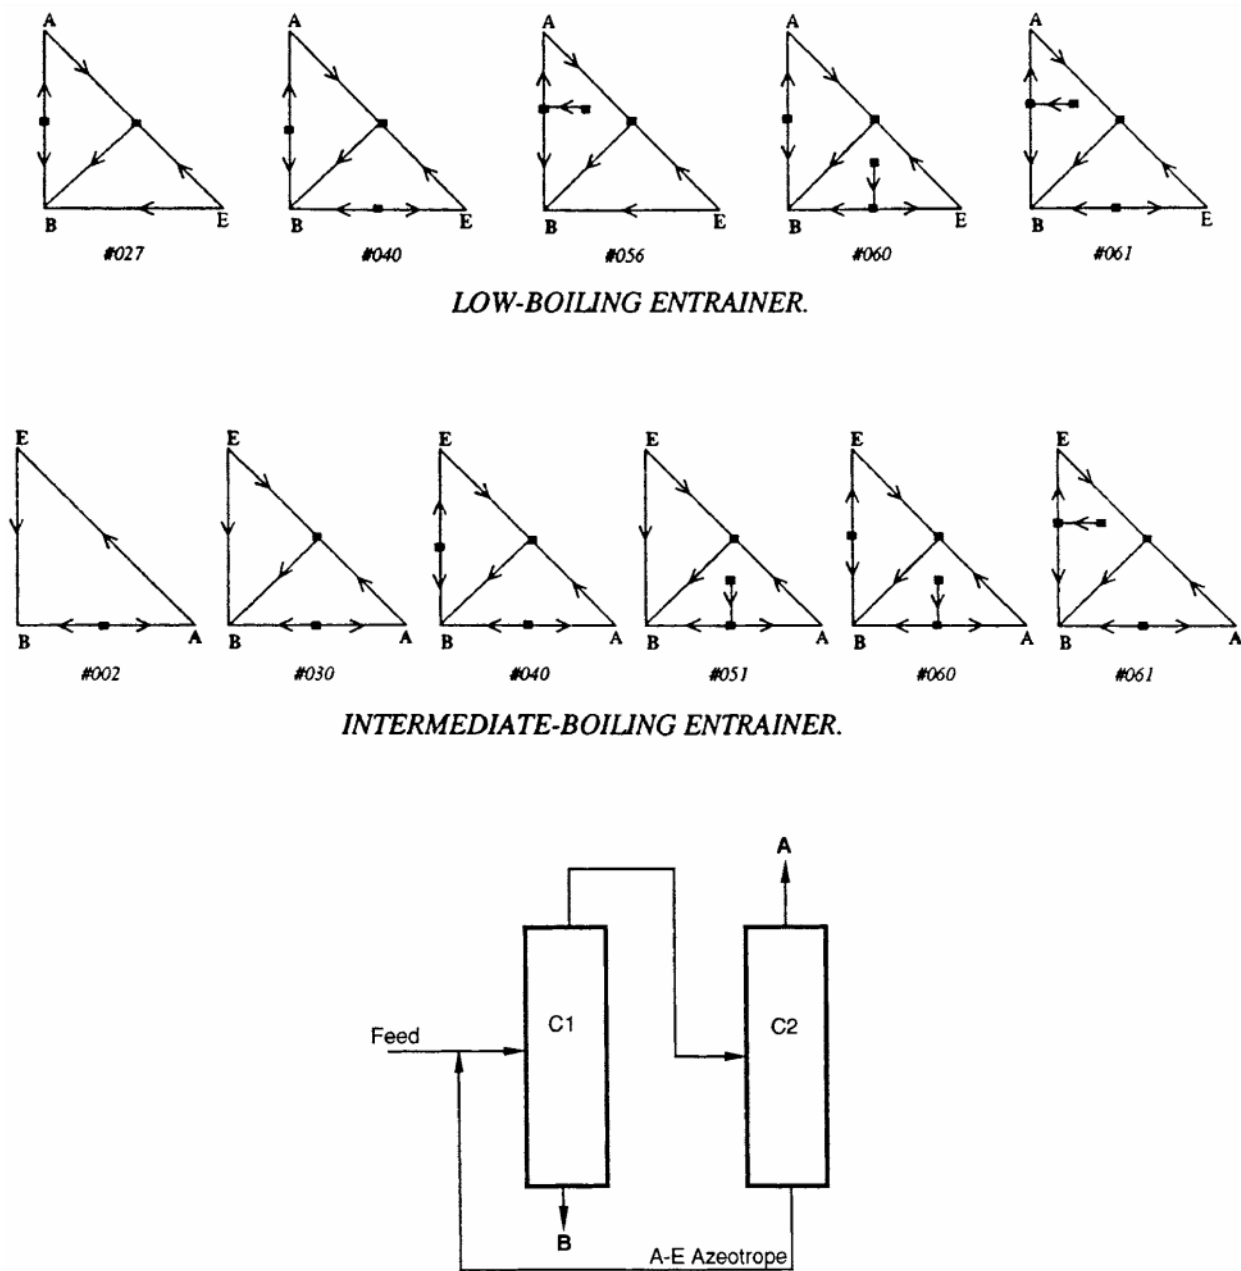 A A A A A
B E B E B E B E B E
#027 #040 #056 #060 #061
LOW-BOILING ENTRAINER.
E E E E E E
B A B A B A B A B A B A
#002 #030 #040 #051 #060 #061
INTERMEDIATE-BOILING ENTRAINER.
A
C1 C2
Feed
B
A-E Azeotrope